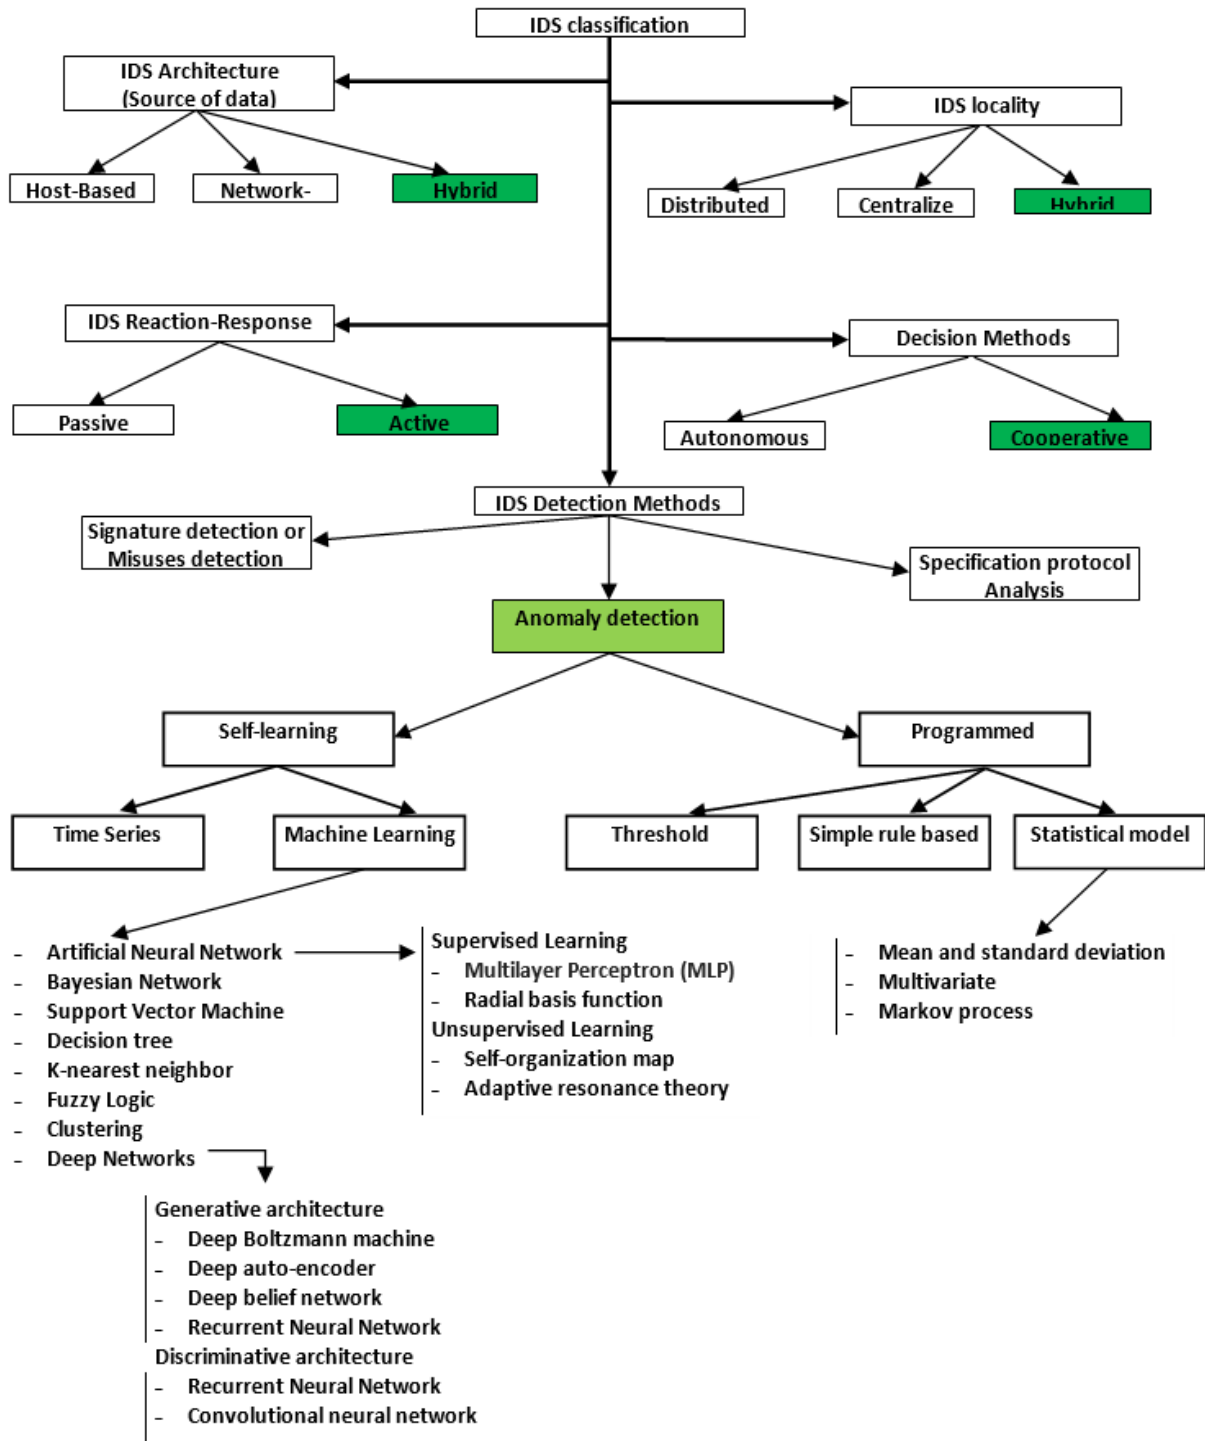 IDS classification
IDS Architecture
(Source of data)
IDS locality
Host-Based
Network-
Hybrid
Distributed
Centralize
Hybrid
IDS Reaction-Response
Decision Methods
Passive
Active
Autonomous
Cooperative
IDS Detection Methods
Signature detection or
Misuses detection
Specification protocol
Analysis
Anomaly detection
Self-learning
Programmed
Time Series
Machine Learning
Threshold
Simple rule based
Statistical model
- Artificial Neural Network
- Bayesian Network
- Support Vector Machine
- Decision tree
- K-nearest neighbor
- Fuzzy Logic
- Clustering
- Deep Networks
Supervised Learning
- Multilayer Perceptron (MLP)
- Radial basis function
Unsupervised Learning
- Self-organization map
- Adaptive resonance theory
- Mean and standard deviation
- Multivariate
- Markov process
Generative architecture
- Deep Boltzmann machine
- Deep auto-encoder
- Deep belief network
- Recurrent Neural Network
Discriminative architecture
- Recurrent Neural Network
- Convolutional neural network